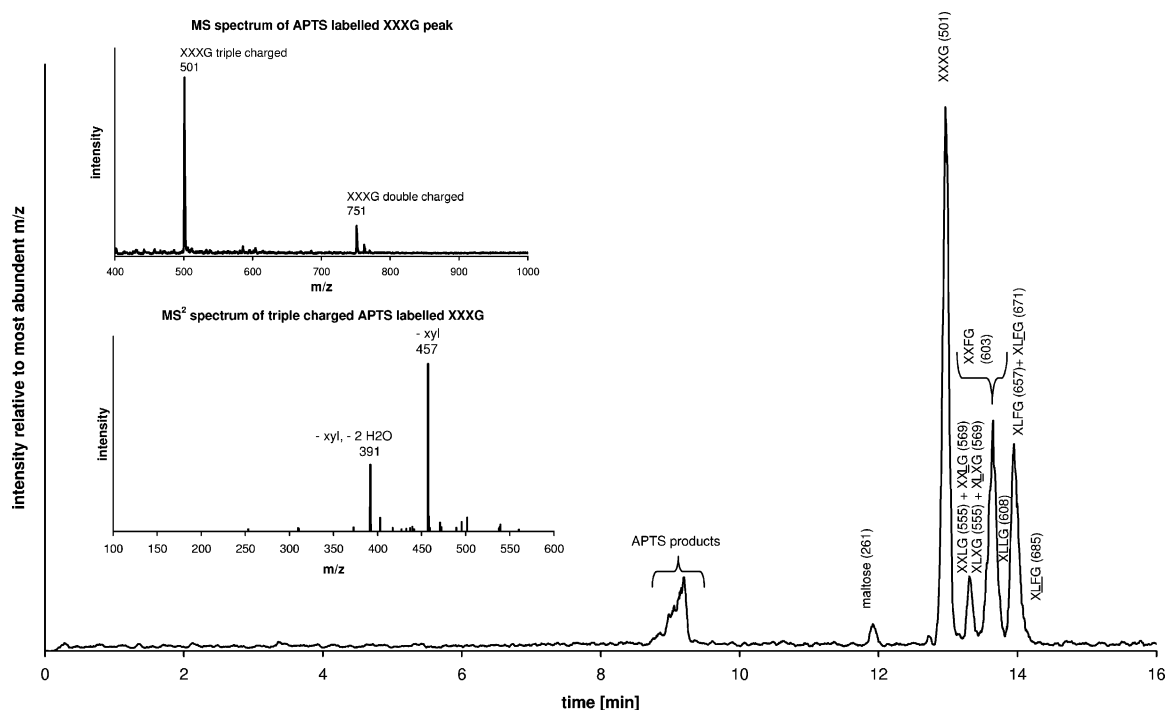 MS spectrum of APTS labelled XXXG peak
XXXG triple charged
501
XXXG double charged
751
intensity
400 500 600 700 800 900 1000
m/z
MS² spectrum of triple charged APTS labelled XXXG
- xyl
457
- xyl, - 2 H2O
391
intensity
100 150 200 250 300 350 400 450 500 550 600
m/z
intensity relative to most abundent m/z
APTS products
maltose (261)
XXXG (501)
XXLG (555) + XXLG (569)
XLXG (555) + XLXG (569)
XXFG
(603)
XLLG (608)
XLFG (657)+ XLFG (671)
XLFG (685)
0 2 4 6 8 10 12 14 16
time [min]